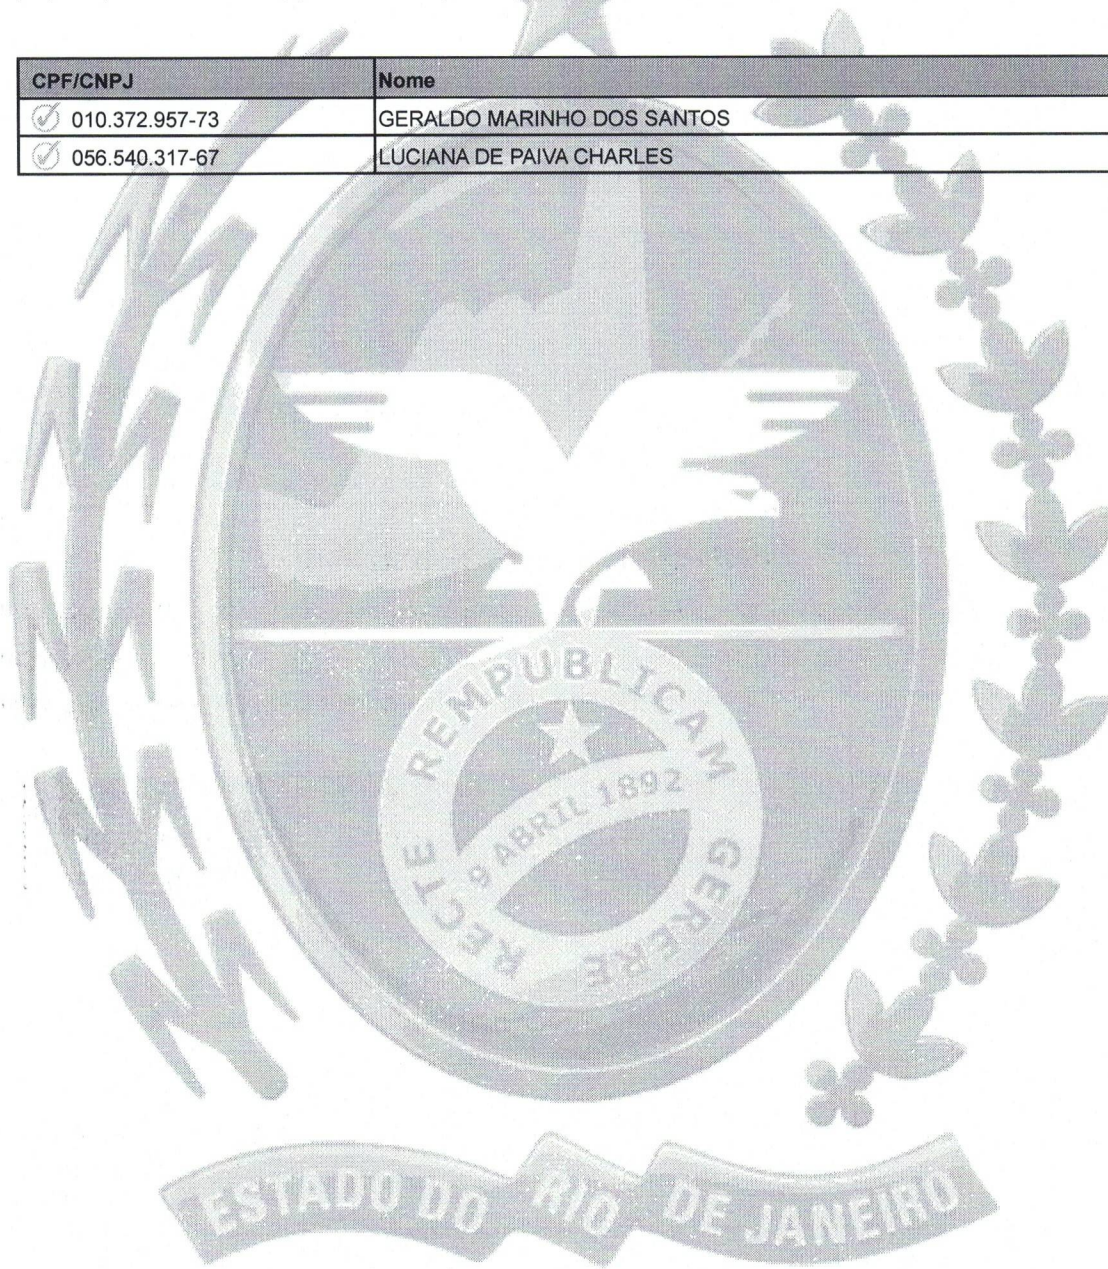 CPF/CNPJ Nome
010.372.957-73 GERALDO MARINHO DOS SANTOS
056.540.317-67 LUCIANA DE PAIVA CHARLES
RECTE REMPUBLICAM GERERE
9 ABRIL 1892
ESTADO DO RIO DE JANEIRO